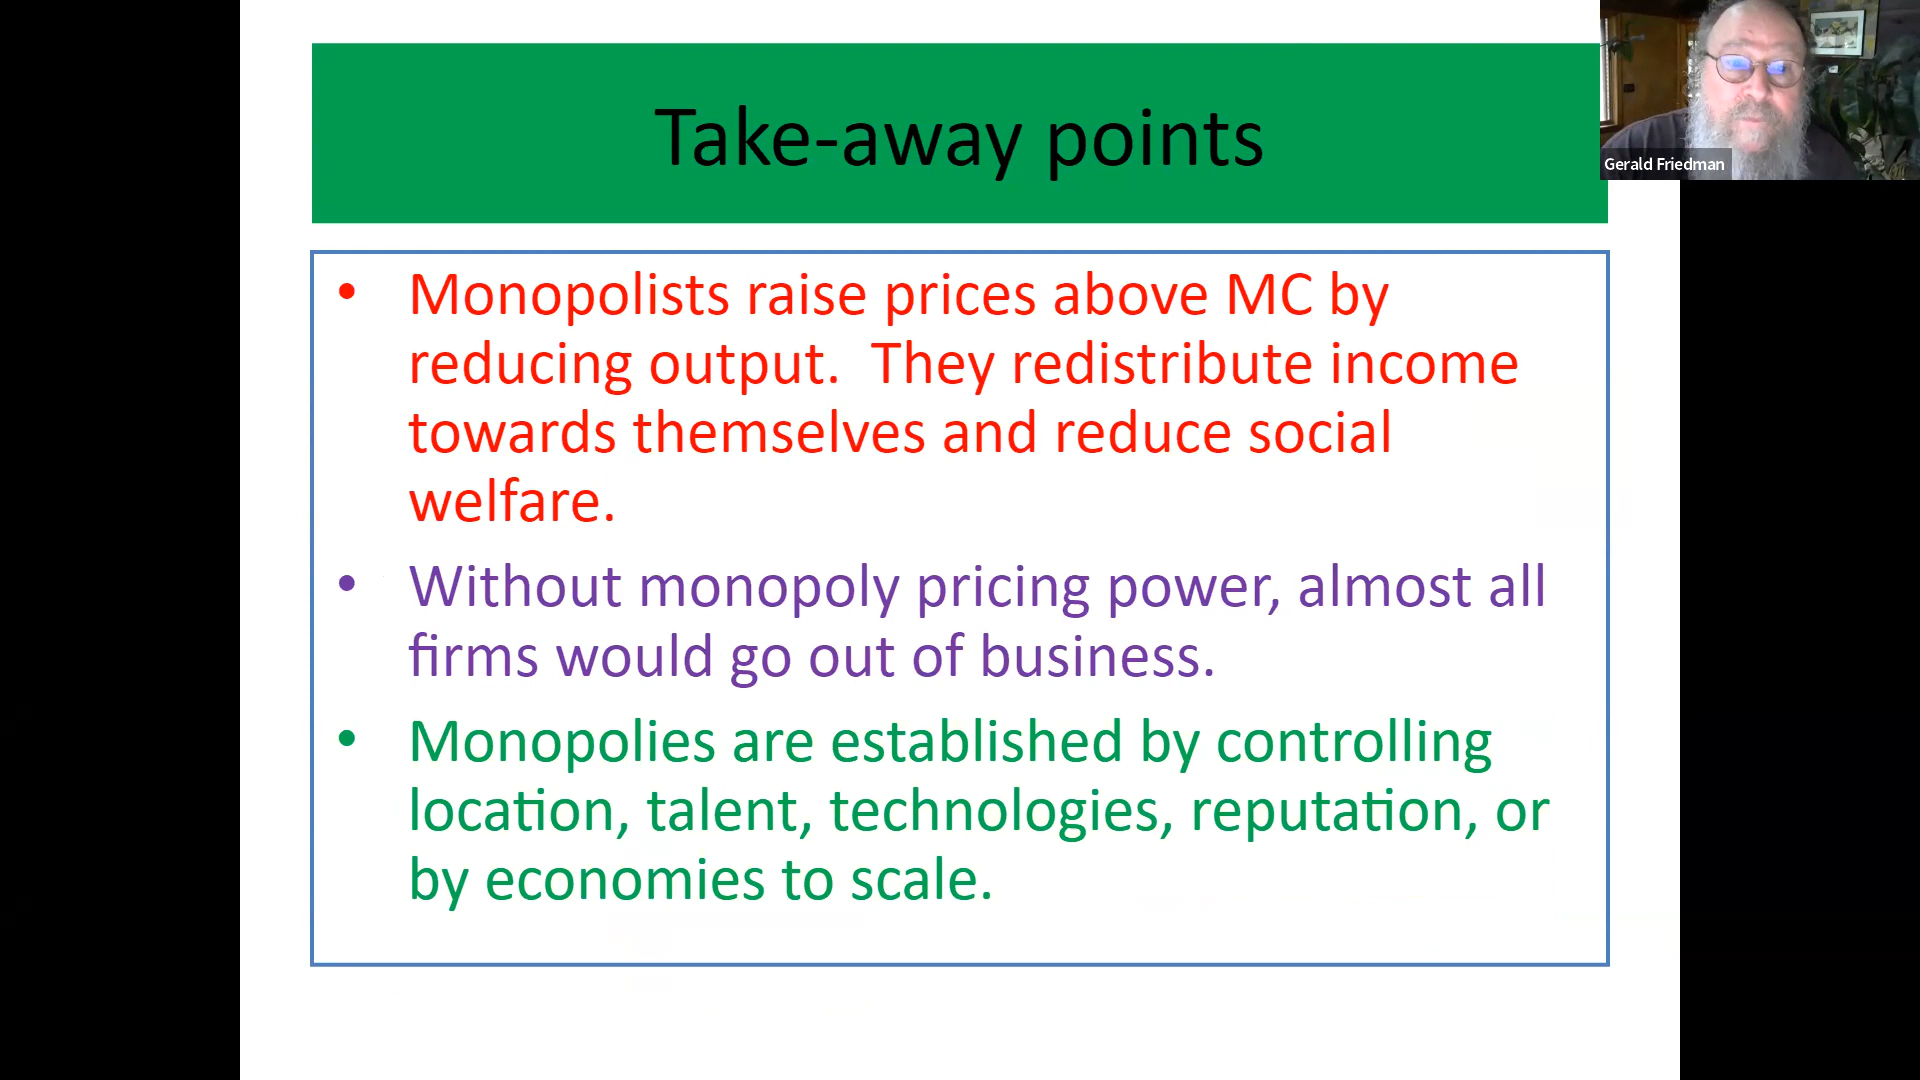 Take-away points
Gerald Friedman
• Monopolists raise prices above MC by
reducing output.  They redistribute income
towards themselves and reduce social
welfare.
• Without monopoly pricing power, almost all
firms would go out of business.
• Monopolies are established by controlling
location, talent, technologies, reputation, or
by economies to scale.